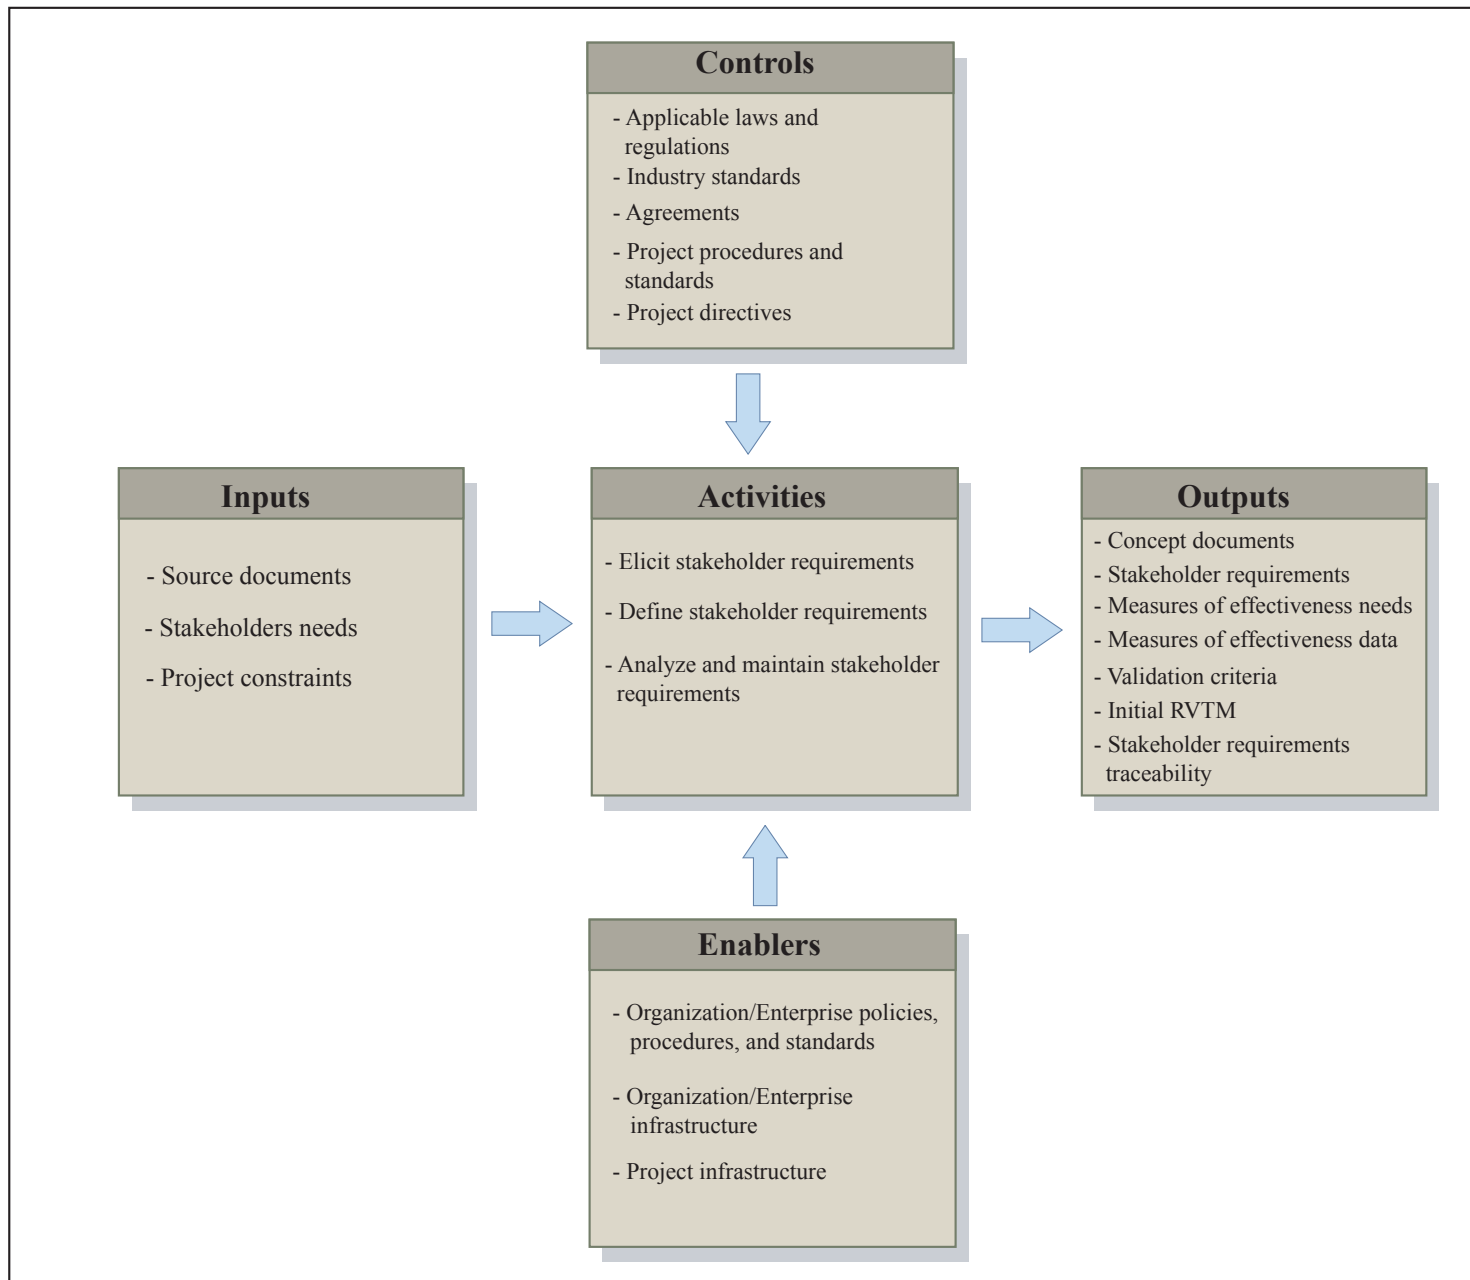 Controls
- Applicable laws and
regulations
- Industry standards
- Agreements
- Project procedures and
standards
- Project directives
Inputs
- Source documents
- Stakeholders needs
- Project constraints
Activities
- Elicit stakeholder requirements
- Define stakeholder requirements
- Analyze and maintain stakeholder
requirements
Outputs
- Concept documents
- Stakeholder requirements
- Measures of effectiveness needs
- Measures of effectiveness data
- Validation criteria
- Initial RVTM
- Stakeholder requirements
traceability
Enablers
- Organization/Enterprise policies,
procedures, and standards
- Organization/Enterprise
infrastructure
- Project infrastructure